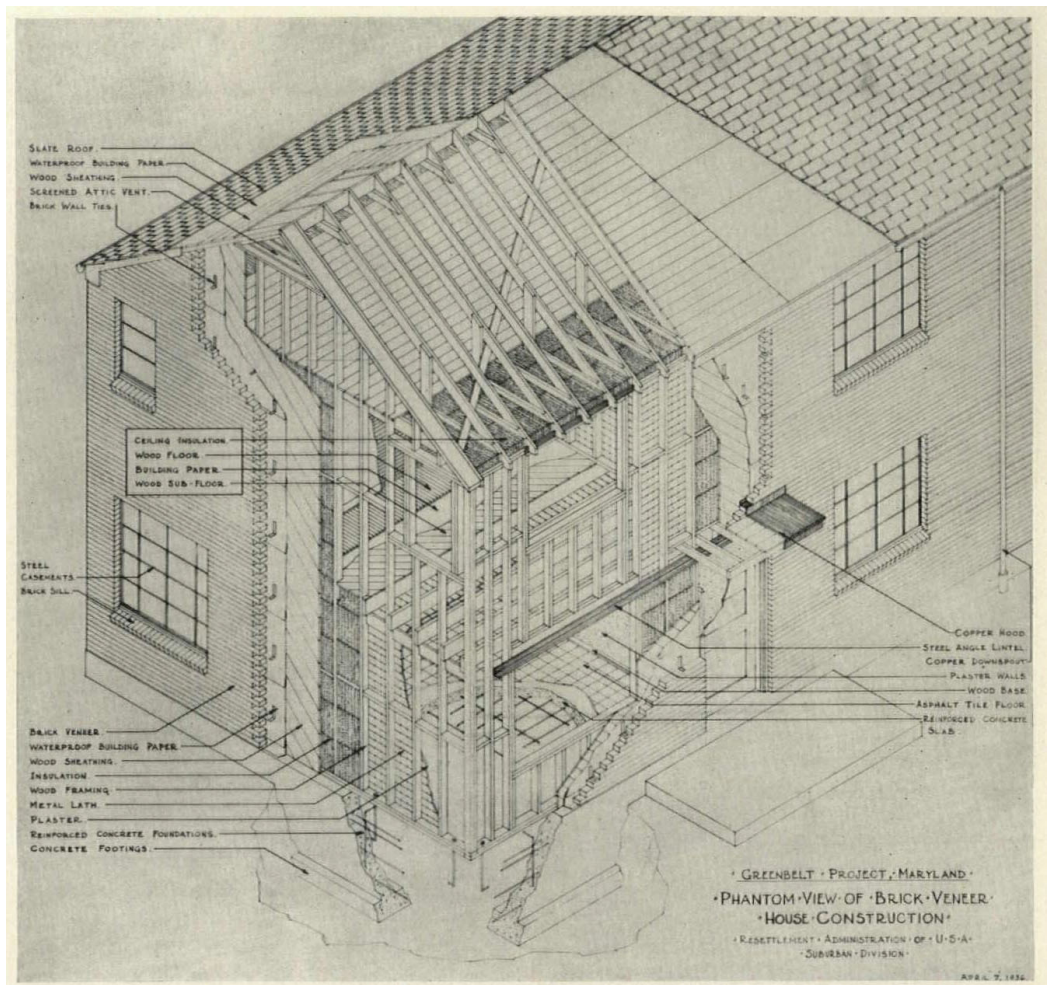 SLATE ROOF.
WATERPROOF BUILDING PAPER.
WOOD SHEATHING.
SCREENED ATTIC VENT.
BRICK WALL TIES.
CEILING INSULATION.
WOOD FLOOR.
BUILDING PAPER.
WOOD SUB-FLOOR.
STEEL
CASEMENTS.
BRICK SILL.
COPPER HOOD.
STEEL ANGLE LINTEL.
COPPER DOWNSPOUT.
PLASTER WALLS.
WOOD BASE.
ASPHALT TILE FLOOR.
REINFORCED CONCRETE
SLAB.
BRICK VENEER.
WATERPROOF BUILDING PAPER.
WOOD SHEATHING.
INSULATION.
WOOD FRAMING.
METAL LATH.
PLASTER.
REINFORCED CONCRETE FOUNDATIONS.
CONCRETE FOOTINGS.
· GREENBELT · PROJECT, · MARYLAND ·
· PHANTOM · VIEW · OF · BRICK · VENEER ·
· HOUSE · CONSTRUCTION ·
· RESETTLEMENT · ADMINISTRATION · OF · U · S · A ·
· SUBURBAN · DIVISION ·
APRIL 7, 1936